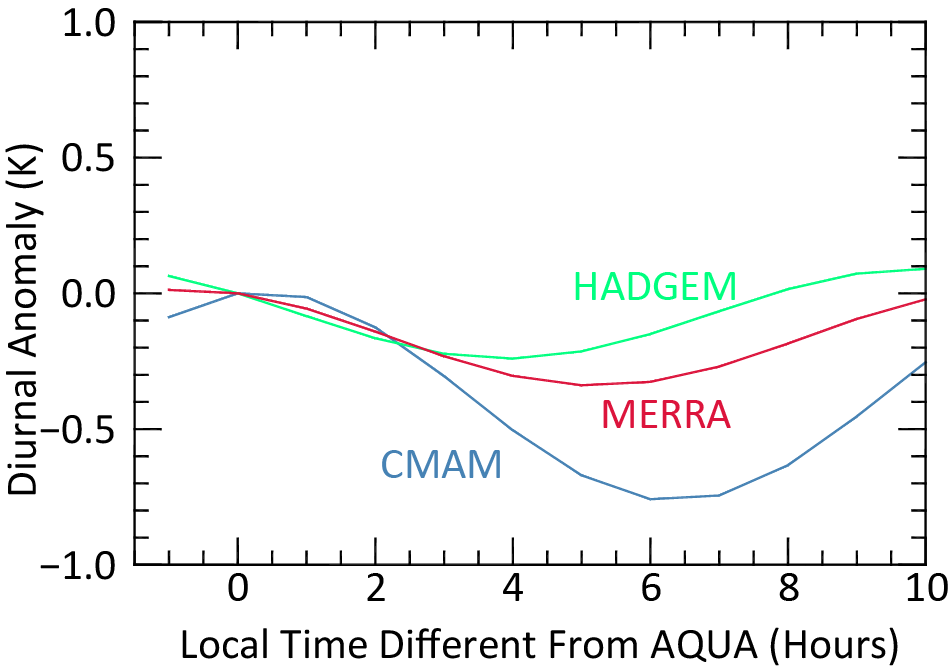 1.0
0.5
0.0
−0.5
−1.0
Diurnal Anomaly (K)
HADGEM
MERRA
CMAM
0 2 4 6 8 10
Local Time Different From AQUA (Hours)